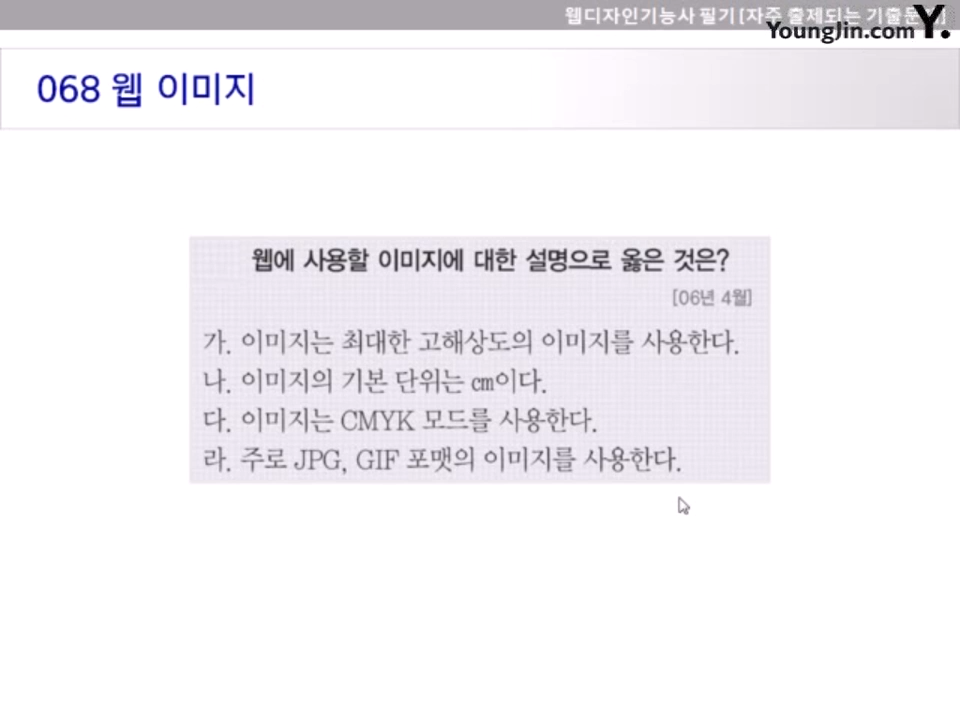 웹디자인기능사 필기 [자주 출제되는 기출문제]
YoungJin.com Y.
068 웹 이미지
웹에 사용할 이미지에 대한 설명으로 옳은 것은?
[06년 4월]
가. 이미지는 최대한 고해상도의 이미지를 사용한다.
나. 이미지의 기본 단위는 ㎝이다.
다. 이미지는 CMYK 모드를 사용한다.
라. 주로 JPG, GIF 포맷의 이미지를 사용한다.